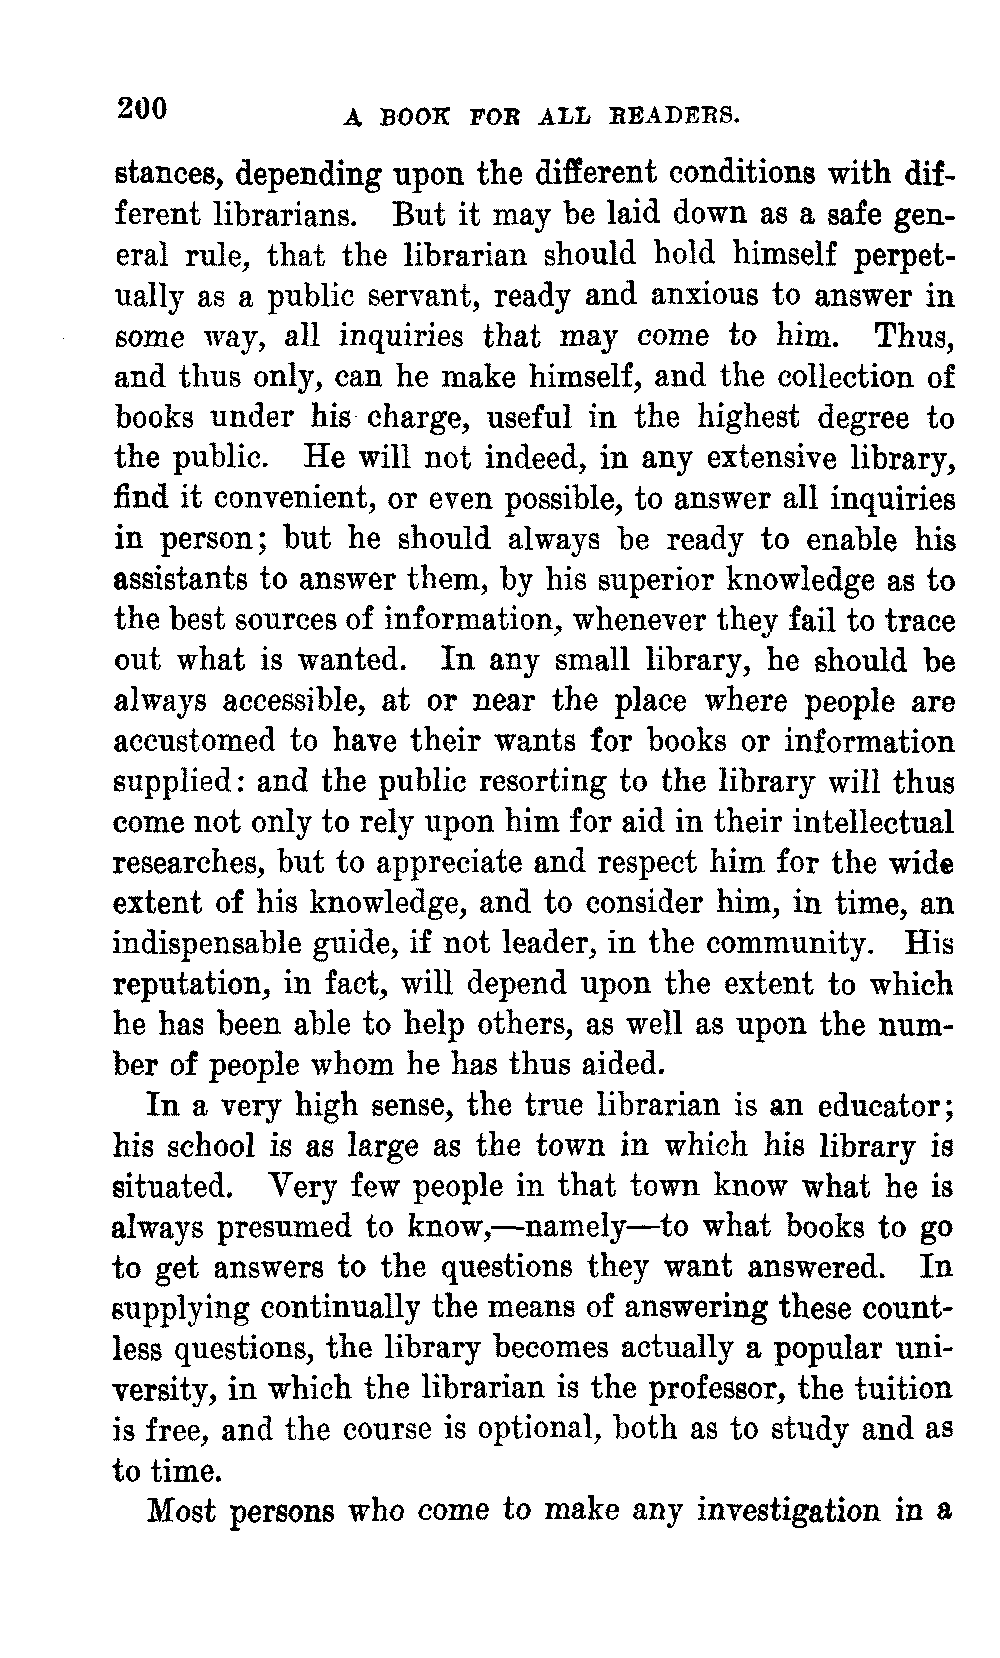 200
A BOOK FOR ALL READERS.
stances, depending upon the different conditions with dif-
ferent librarians. But it may be laid down as a safe gen-
eral rule, that the librarian should hold himself perpet-
ually as a public servant, ready and anxious to answer in
some way, all inquiries that may come to him. Thus,
and thus only, can he make himself, and the collection of
books under his charge, useful in the highest degree to
the public. He will not indeed, in any extensive library,
find it convenient, or even possible, to answer all inquiries
in person; but he should always be ready to enable his
assistants to answer them, by his superior knowledge as to
the best sources of information, whenever they fail to trace
out what is wanted. In any small library, he should be
always accessible, at or near the place where people are
accustomed to have their wants for books or information
supplied: and the public resorting to the library will thus
come not only to rely upon him for aid in their intellectual
researches, but to appreciate and respect him for the wide
extent of his knowledge, and to consider him, in time, an
indispensable guide, if not leader, in the community. His
reputation, in fact, will depend upon the extent to which
he has been able to help others, as well as upon the num-
ber of people whom he has thus aided.
In a very high sense, the true librarian is an educator;
his school is as large as the town in which his library is
situated. Very few people in that town know what he is
always presumed to know,—namely—to what books to go
to get answers to the questions they want answered. In
supplying continually the means of answering these count-
less questions, the library becomes actually a popular uni-
versity, in which the librarian is the professor, the tuition
is free, and the course is optional, both as to study and as
to time.
Most persons who come to make any investigation in a